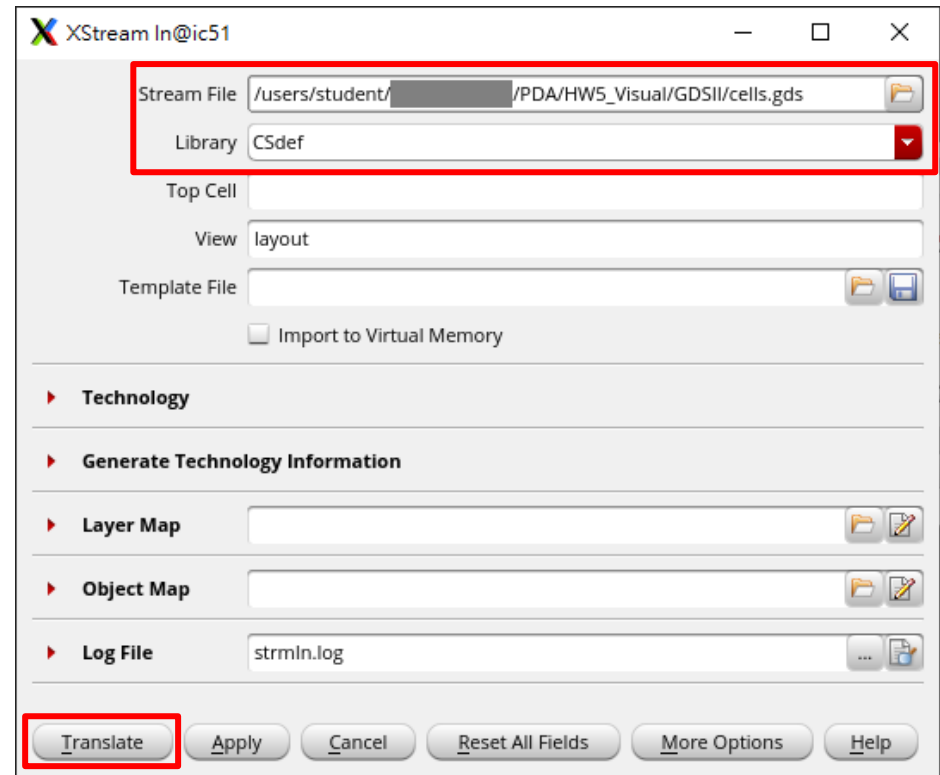 XStream In@ic51
Stream File /users/student/ /PDA/HW5_Visual/GDSII/cells.gds
Library CSdef
Top Cell
View layout
Template File
Import to Virtual Memory
Technology
Generate Technology Information
Layer Map
Object Map
Log File strmIn.log ...
Translate Apply Cancel Reset All Fields More Options Help